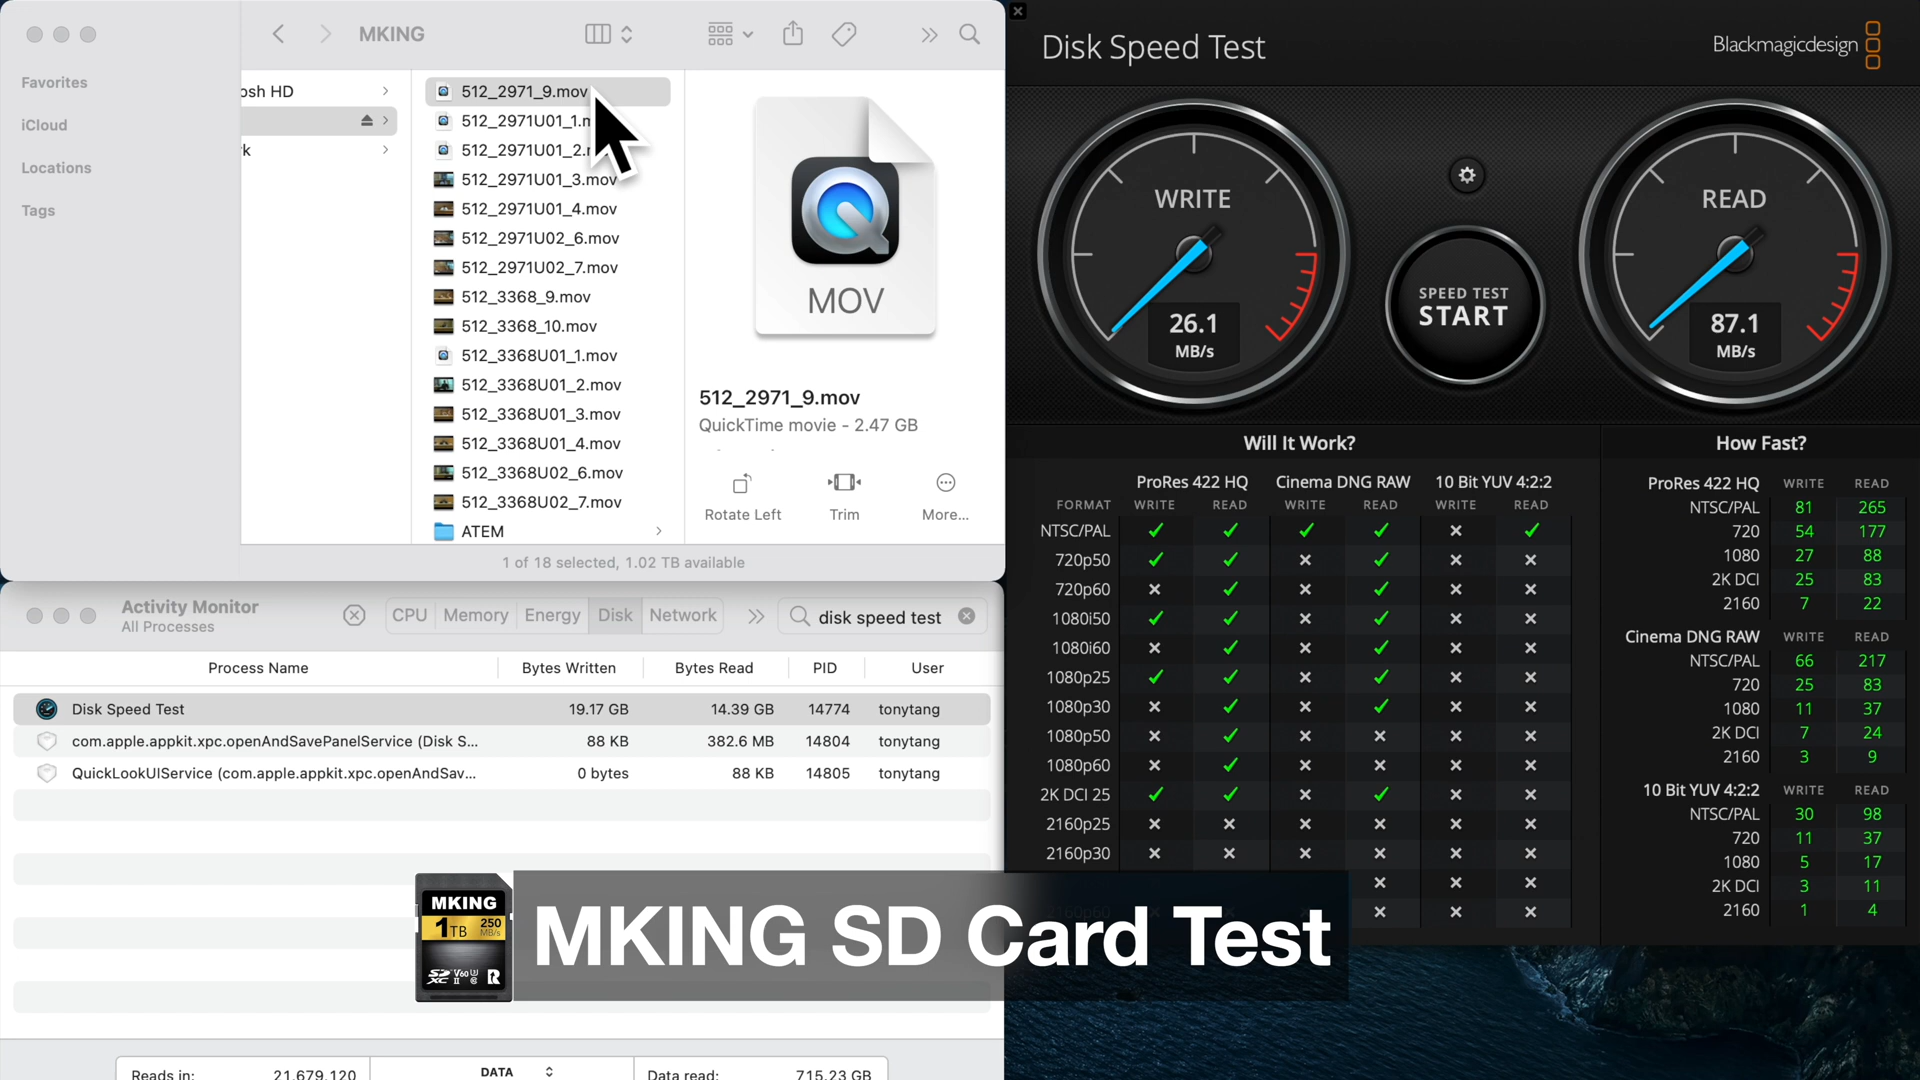 MKING
Favorites
iCloud
Locations
Tags
osh HD
k
512_2971_9.mov
512_2971U01_1.m
512_2971U01_2.
512_2971U01_3.mov
512_2971U01_4.mov
512_2971U02_6.mov
512_2971U02_7.mov
512_3368_9.mov
512_3368_10.mov
512_3368U01_1.mov
512_3368U01_2.mov
512_3368U01_3.mov
512_3368U01_4.mov
512_3368U02_6.mov
512_3368U02_7.mov
ATEM
MOV
512_2971_9.mov
QuickTime movie - 2.47 GB
Rotate Left Trim More...
1 of 18 selected, 1.02 TB available
Activity Monitor
All Processes
CPU Memory Energy Disk Network
disk speed test
Process Name Bytes Written Bytes Read PID User
Disk Speed Test 19.17 GB 14.39 GB 14774 tonytang
com.apple.appkit.xpc.openAndSavePanelService (Disk S... 88 KB 382.6 MB 14804 tonytang
QuickLookUIService (com.apple.appkit.xpc.openAndSav... 0 bytes 88 KB 14805 tonytang
Reads in: 21,679,120 DATA Data read: 715.23 GB
Disk Speed Test
Blackmagicdesign
WRITE
26.1
MB/s
SPEED TEST
START
READ
87.1
MB/s
Will It Work?
ProRes 422 HQ Cinema DNG RAW 10 Bit YUV 4:2:2
FORMAT WRITE READ WRITE READ WRITE READ
NTSC/PAL ✓ ✓ ✓ ✓ × ✓
720p50 ✓ ✓ × ✓ × ×
720p60 × ✓ × ✓ × ×
1080i50 ✓ ✓ × ✓ × ×
1080i60 × ✓ × ✓ × ×
1080p25 ✓ ✓ × ✓ × ×
1080p30 × ✓ × ✓ × ×
1080p50 × ✓ × × × ×
1080p60 × ✓ × × × ×
2K DCI 25 ✓ ✓ × ✓ × ×
2160p25 × × × × × ×
2160p30 × × × × × ×
× × ×
2160p60 × × ×
How Fast?
ProRes 422 HQ WRITE READ
NTSC/PAL 81 265
720 54 177
1080 27 88
2K DCI 25 83
2160 7 22
Cinema DNG RAW WRITE READ
NTSC/PAL 66 217
720 25 83
1080 11 37
2K DCI 7 24
2160 3 9
10 Bit YUV 4:2:2 WRITE READ
NTSC/PAL 30 98
720 11 37
1080 5 17
2K DCI 3 11
2160 1 4
MKING
1TB 250 MB/s
SD XC V60 II U3 R
MKING SD Card Test